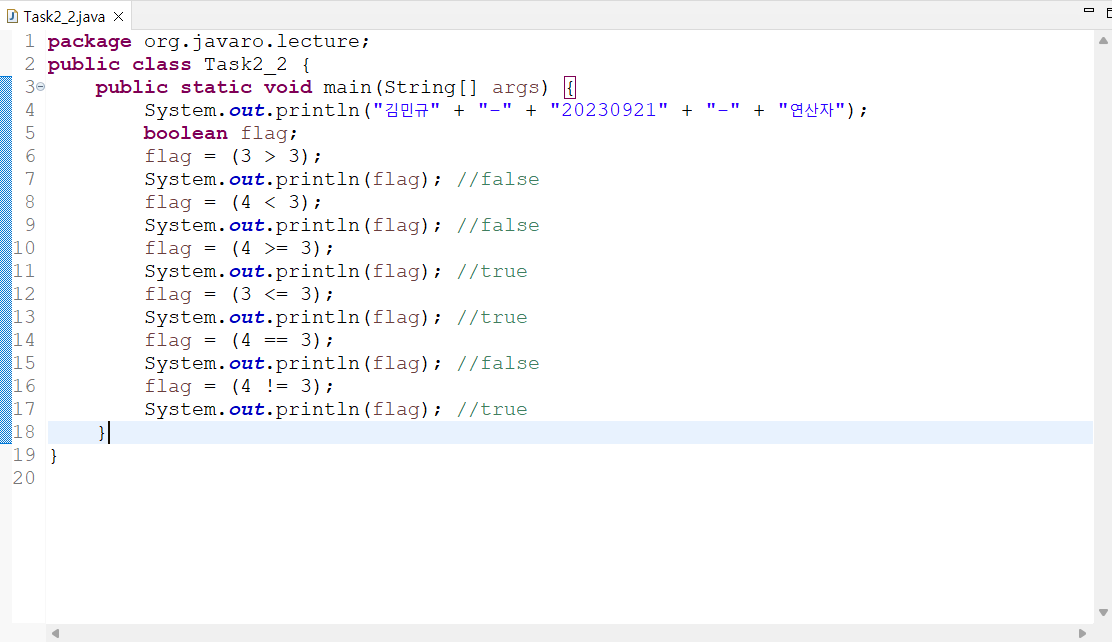 Task2_2.java
1 package org.javaro.lecture;
2 public class Task2_2 {
3 public static void main(String[] args) {
4 System.out.println("김민규" + "-" + "20230921" + "-" + "연산자");
5 boolean flag;
6 flag = (3 > 3);
7 System.out.println(flag); //false
8 flag = (4 < 3);
9 System.out.println(flag); //false
10 flag = (4 >= 3);
11 System.out.println(flag); //true
12 flag = (3 <= 3);
13 System.out.println(flag); //true
14 flag = (4 == 3);
15 System.out.println(flag); //false
16 flag = (4 != 3);
17 System.out.println(flag); //true
18 }
19 }
20